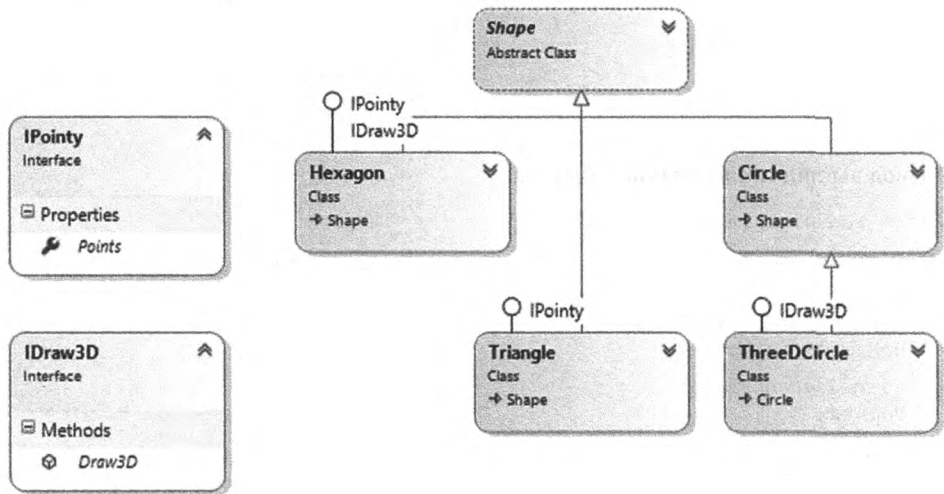 Shape
Abstract Class
IPointy
IDraw3D
IPointy
Interface
Properties
Points
Hexagon
Class
Shape
Circle
Class
Shape
IPointy
IDraw3D
IDraw3D
Interface
Methods
Draw3D
Triangle
Class
Shape
ThreeDCircle
Class
Circle